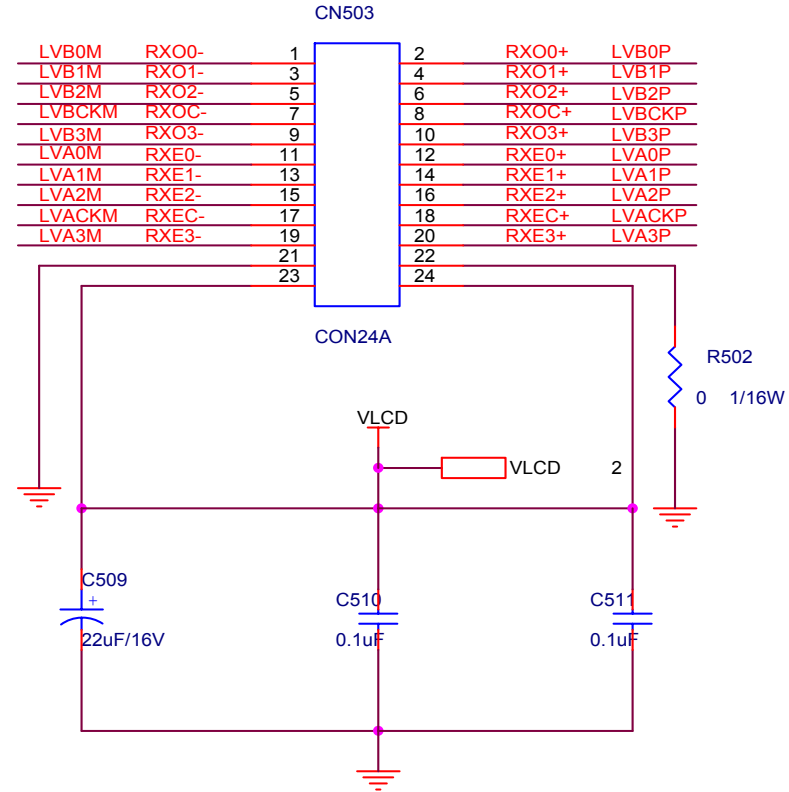 CN503
LVB0M RXO0- 1 2 RXO0+ LVB0P
LVB1M RXO1- 3 4 RXO1+ LVB1P
LVB2M RXO2- 5 6 RXO2+ LVB2P
LVBCKM RXOC- 7 8 RXOC+ LVBCKP
LVB3M RXO3- 9 10 RXO3+ LVB3P
LVA0M RXE0- 11 12 RXE0+ LVA0P
LVA1M RXE1- 13 14 RXE1+ LVA1P
LVA2M RXE2- 15 16 RXE2+ LVA2P
LVACKM RXEC- 17 18 RXEC+ LVACKP
LVA3M RXE3- 19 20 RXE3+ LVA3P
21 22
23 24
CON24A
R502
0 1/16W
VLCD
VLCD 2
C509
+
C510 C511
22uF/16V 0.1uF 0.1uF